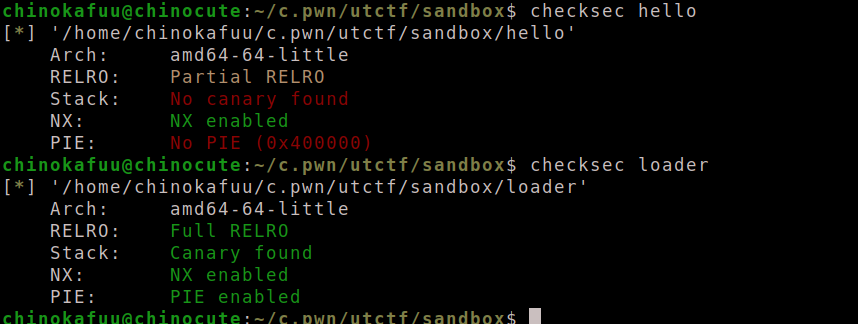 chinokafuu@chinocute:~/c.pwn/utctf/sandbox$ checksec hello
[*] '/home/chinokafuu/c.pwn/utctf/sandbox/hello'
    Arch:     amd64-64-little
    RELRO:    Partial RELRO
    Stack:    No canary found
    NX:       NX enabled
    PIE:      No PIE (0x400000)
chinokafuu@chinocute:~/c.pwn/utctf/sandbox$ checksec loader
[*] '/home/chinokafuu/c.pwn/utctf/sandbox/loader'
    Arch:     amd64-64-little
    RELRO:    Full RELRO
    Stack:    Canary found
    NX:       NX enabled
    PIE:      PIE enabled
chinokafuu@chinocute:~/c.pwn/utctf/sandbox$